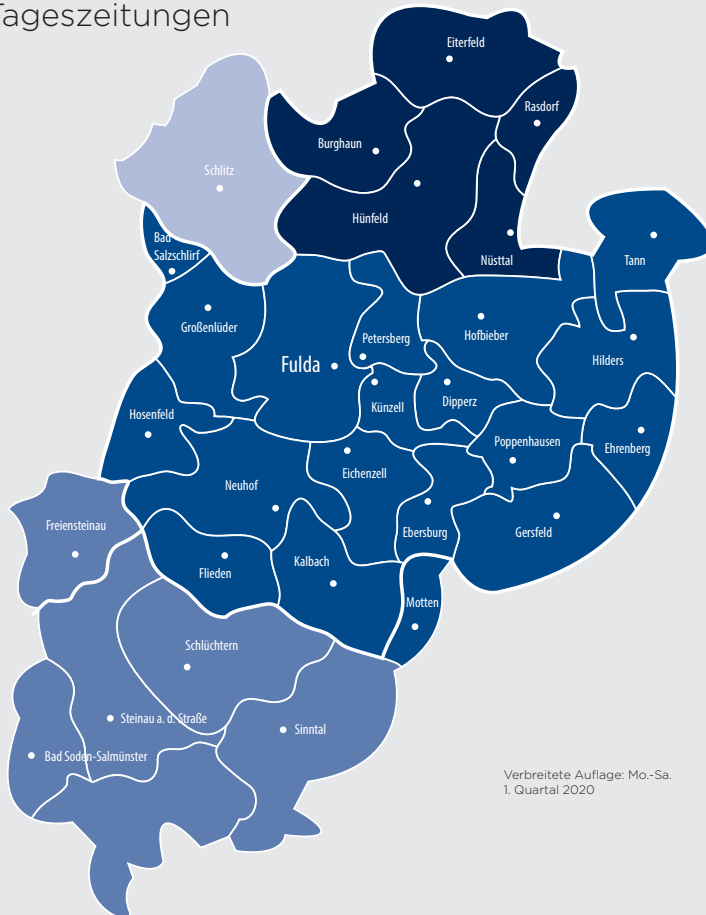 Tageszeitungen
Eiterfeld
Rasdorf
Burghaun
Schlitz
Hünfeld
Bad
Salzschlirf
Nüsttal
Tann
Großenlüder
Petersberg
Hofbieber
Fulda
Hilders
Künzell
Dipperz
Hosenfeld
Poppenhausen
Ehrenberg
Eichenzell
Neuhof
Freiensteinau
Ebersburg
Gersfeld
Kalbach
Flieden
Motten
Schlüchtern
Steinau a. d. Straße
Sinntal
Bad Soden-Salmünster
Verbreitete Auflage: Mo.-Sa.
1. Quartal 2020